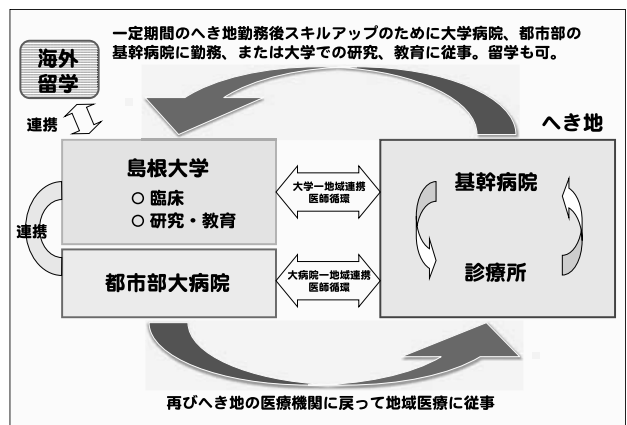 一定期間のへき地勤務後スキルアップのために大学病院、都市部の
基幹病院に勤務、または大学での研究、教育に従事。留学も可。
海外
留学
連携
へき地
島根大学
○ 臨床
○ 研究・教育
大学ー地域連携
医師循環
基幹病院
連携
都市部大病院
大病院ー地域連携
医師循環
診療所
再びへき地の医療機関に戻って地域医療に従事